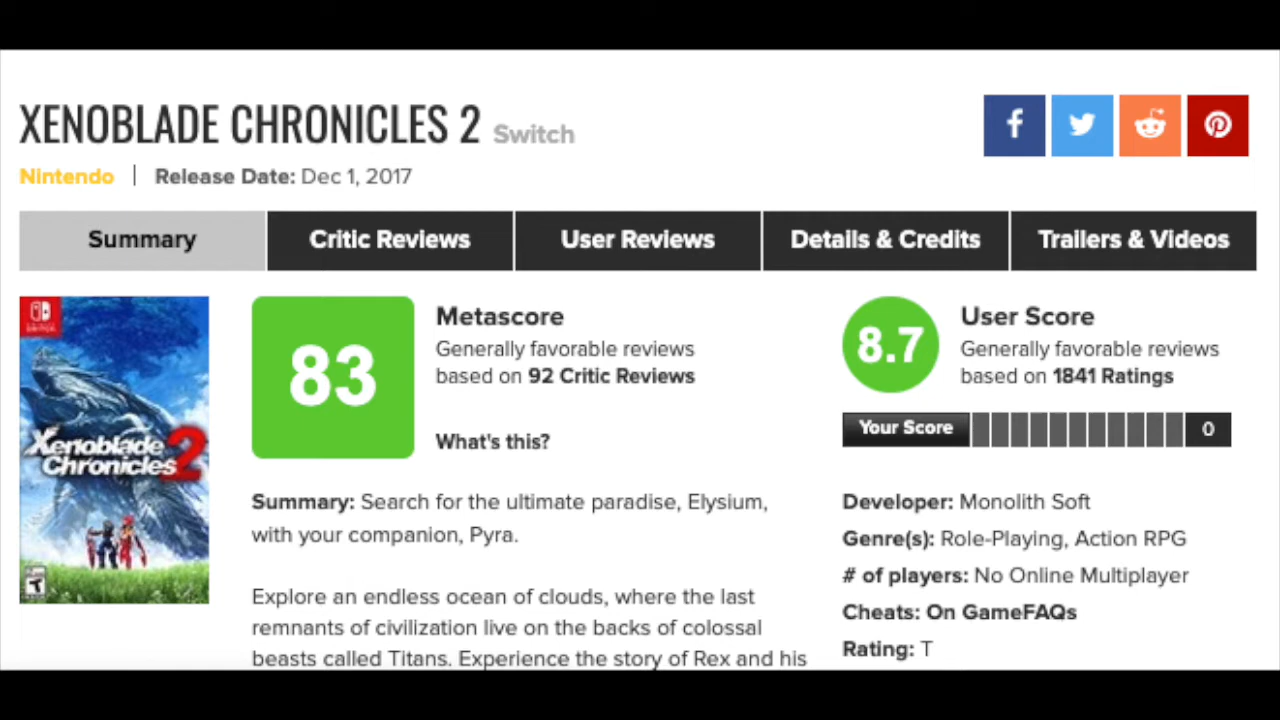 XENOBLADE CHRONICLES 2 Switch
Nintendo | Release Date: Dec 1, 2017
Summary Critic Reviews User Reviews Details & Credits Trailers & Videos
Xenoblade
Chronicles 2
T
83
Metascore
Generally favorable reviews
based on 92 Critic Reviews
What's this?
8.7
User Score
Generally favorable reviews
based on 1841 Ratings
Your Score 0
Summary: Search for the ultimate paradise, Elysium,
with your companion, Pyra.
Explore an endless ocean of clouds, where the last
remnants of civilization live on the backs of colossal
beasts called Titans. Experience the story of Rex and his
Developer: Monolith Soft
Genre(s): Role-Playing, Action RPG
# of players: No Online Multiplayer
Cheats: On GameFAQs
Rating: T